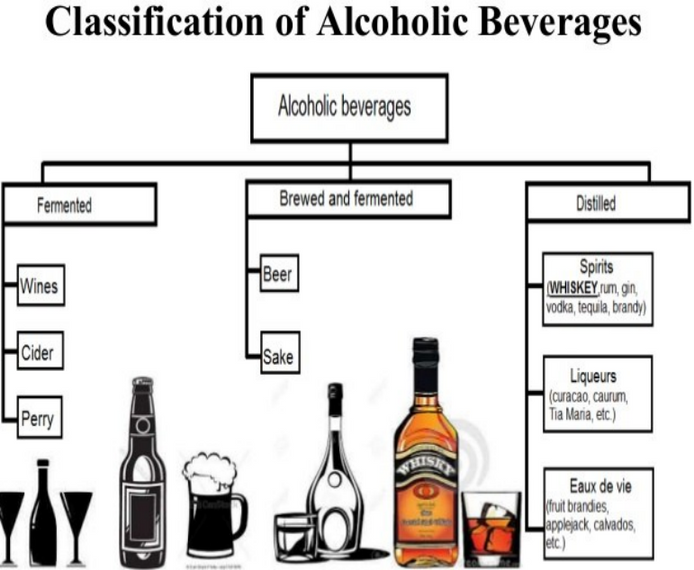 Classification of Alcoholic Beverages
Alcoholic beverages
Fermented
Wines
Cider
Perry
Brewed and fermented
Beer
Sake
Distilled
Spirits
(WHISKEY,rum, gin,
vodka, tequila, brandy)
Liqueurs
(curacao, caurum,
Tia Maria, etc.)
Eaux de vie
(fruit brandies,
applejack, calvados,
etc.)
WHISKY